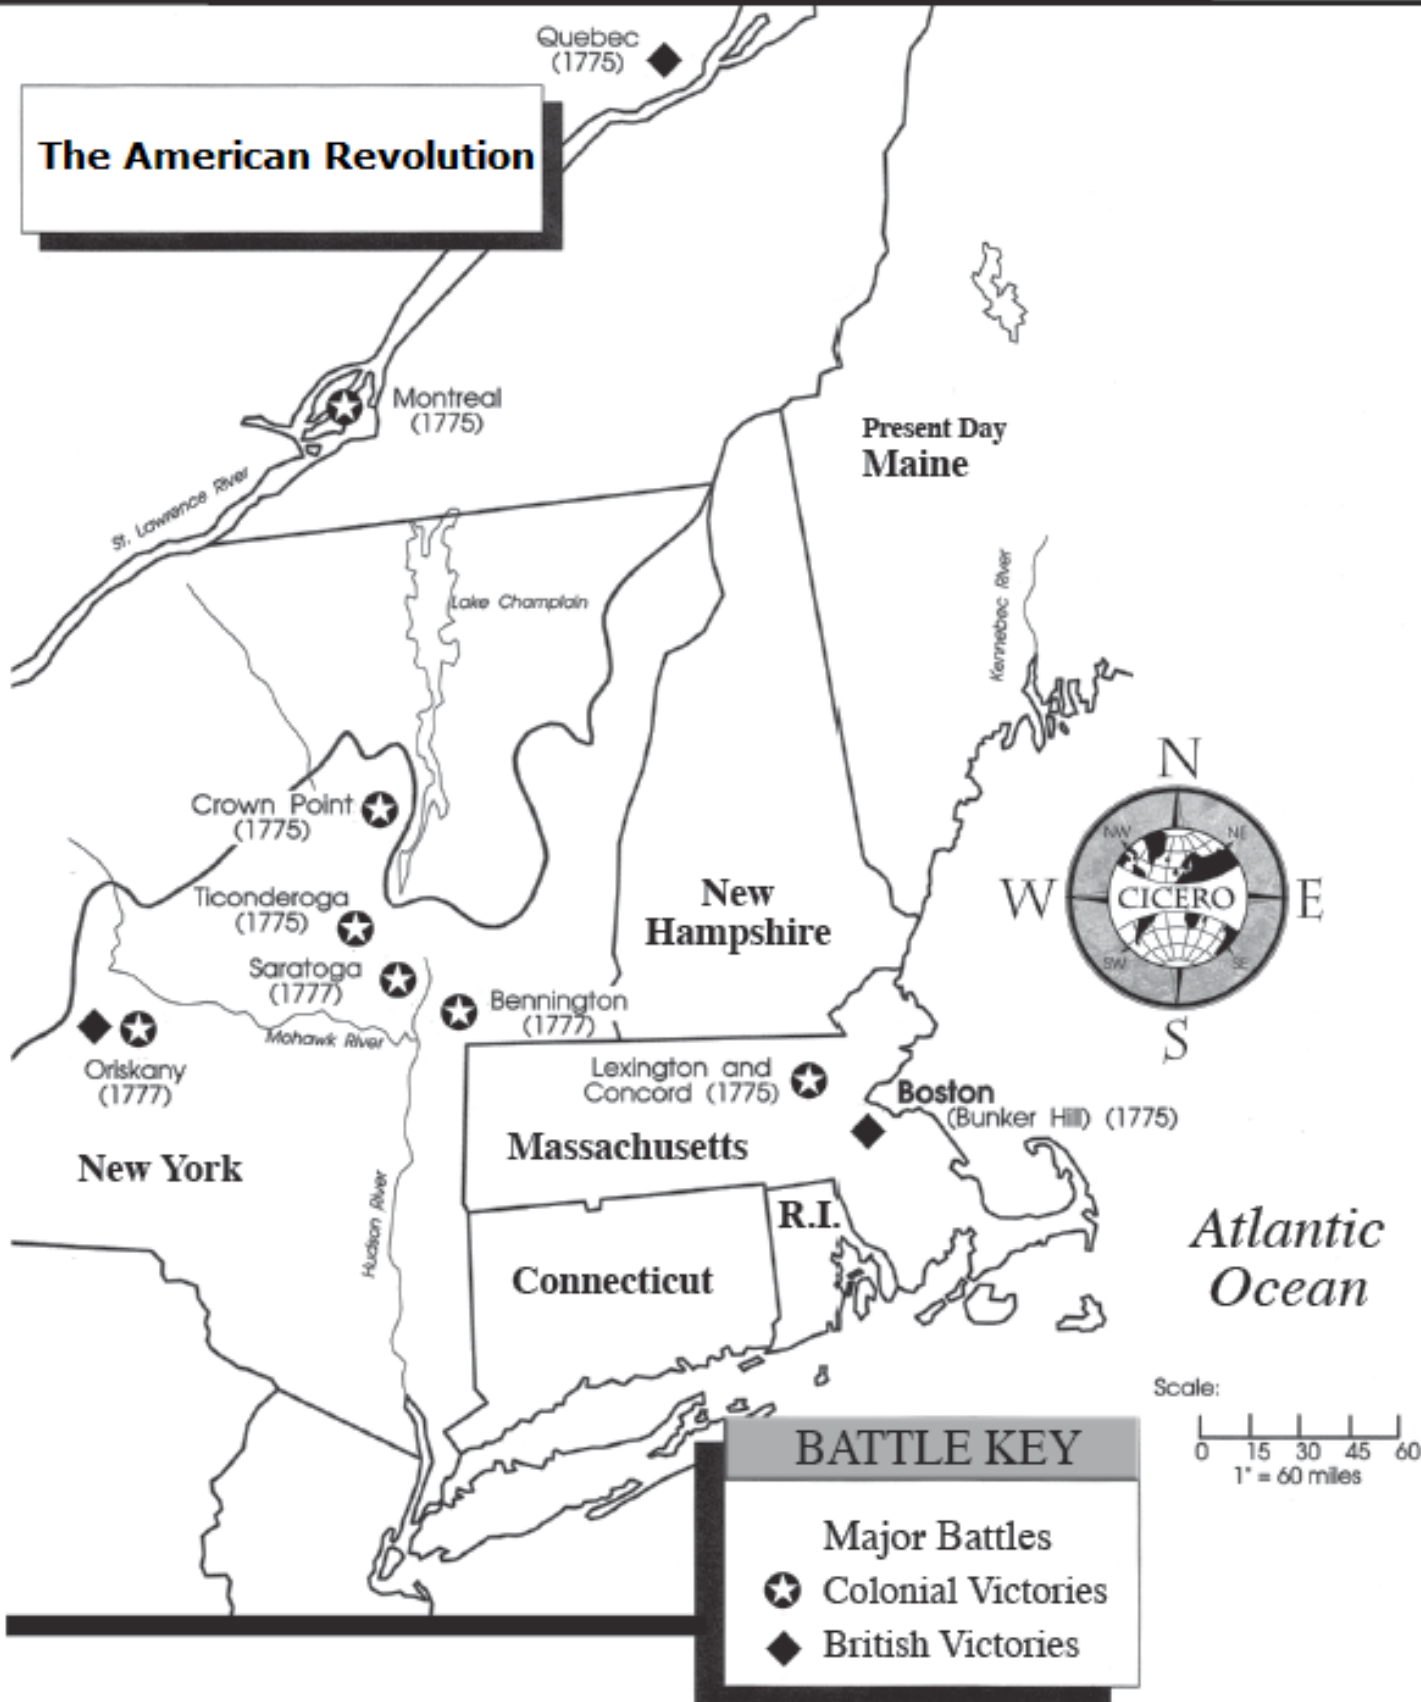 Quebec
(1775)
The American Revolution
Montreal
(1775)
Present Day
Maine
St. Lawrence River
Lake Champlain
Kennebec River
N
NW
NE
W
CICERO
E
SW
SE
S
Crown Point
(1775)
Ticonderoga
(1775)
New
Hampshire
Saratoga
(1777)
Bennington
(1777)
Mohawk River
Oriskany
(1777)
Lexington and
Concord (1775)
Boston
(Bunker Hill) (1775)
Massachusetts
New York
Hudson River
R.I.
Connecticut
Atlantic
Ocean
Scale:
0 15 30 45 60
1" = 60 miles
BATTLE KEY
Major Battles
Colonial Victories
British Victories